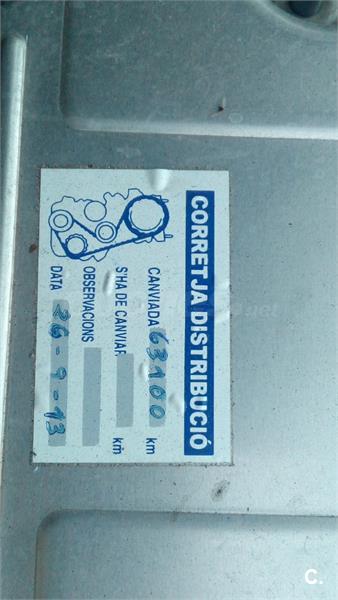 CORRETJA DISTRIBUCIÓ
CANVIADA 63100 km
S'HA DE CANVIAR km
OBSERVACIONS
DATA 26-9-13
C.